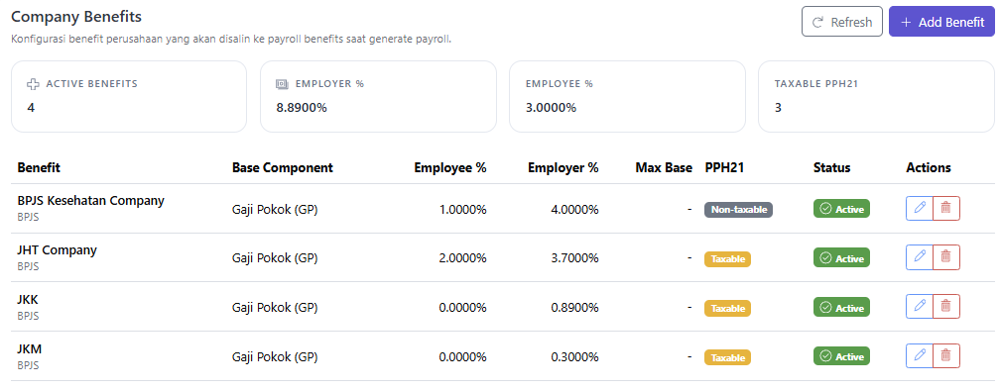 Company Benefits
Refresh
+ Add Benefit
Konfigurasi benefit perusahaan yang akan disalin ke payroll benefits saat generate payroll.
ACTIVE BENEFITS
4
EMPLOYER %
8.8900%
EMPLOYEE %
3.0000%
TAXABLE PPH21
3
Benefit Base Component Employee % Employer % Max Base PPH21 Status Actions
BPJS Kesehatan Company
BPJS
Gaji Pokok (GP) 1.0000% 4.0000% - Non-taxable Active
JHT Company
BPJS
Gaji Pokok (GP) 2.0000% 3.7000% - Taxable Active
JKK
BPJS
Gaji Pokok (GP) 0.0000% 0.8900% - Taxable Active
JKM
BPJS
Gaji Pokok (GP) 0.0000% 0.3000% - Taxable Active